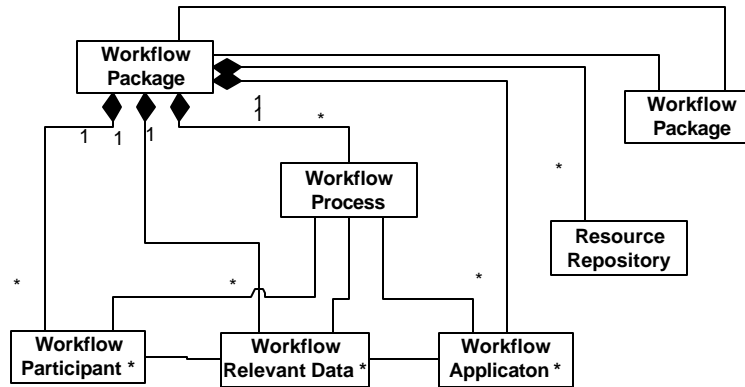 Workflow
Package
Workflow
Package
1
1
1
1
1
*
Workflow
Process
*
Resource
Repository
*
*
*
Workflow
Participant *
Workflow
Relevant Data *
Workflow
Applicaton *